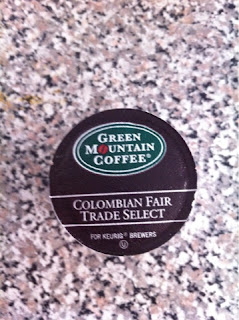 GREEN
MOUNTAIN
COFFEE®
COLOMBIAN FAIR
TRADE SELECT
FOR KEURIG® BREWERS
U